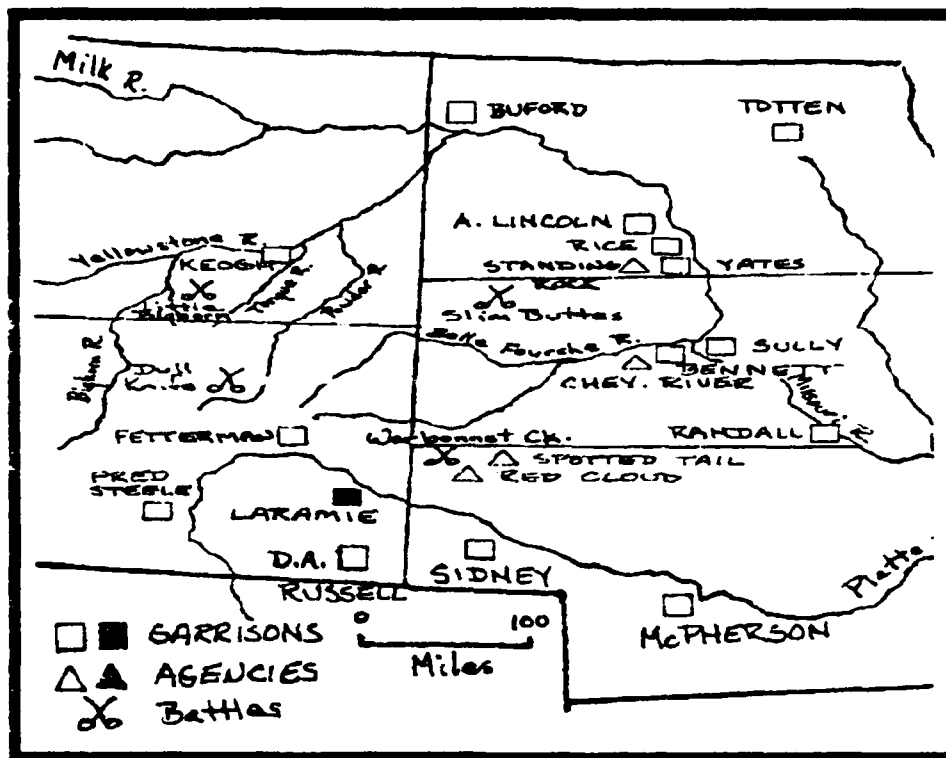 Milk R.
BUFORD
TOTTEN
A. LINCOLN
RICE
Yellowstone R.
KEOGH
STANDING
ROCK
YATES
Little
Bighorn
Tongue R.
Powder R
Slim Buttes
Bighorn R
Dull
Knife
Belle Fourche R.
SULLY
BENNETT
CHEY. RIVER
Missouri R
FETTERMAN
Warbonnet Ck.
RANDALL
SPOTTED TAIL
RED CLOUD
FRED
STEELE
LARAMIE
D.A.
RUSSELL
SIDNEY
Platte
McPHERSON
0 100
Miles
GARRISONS
AGENCIES
Battles